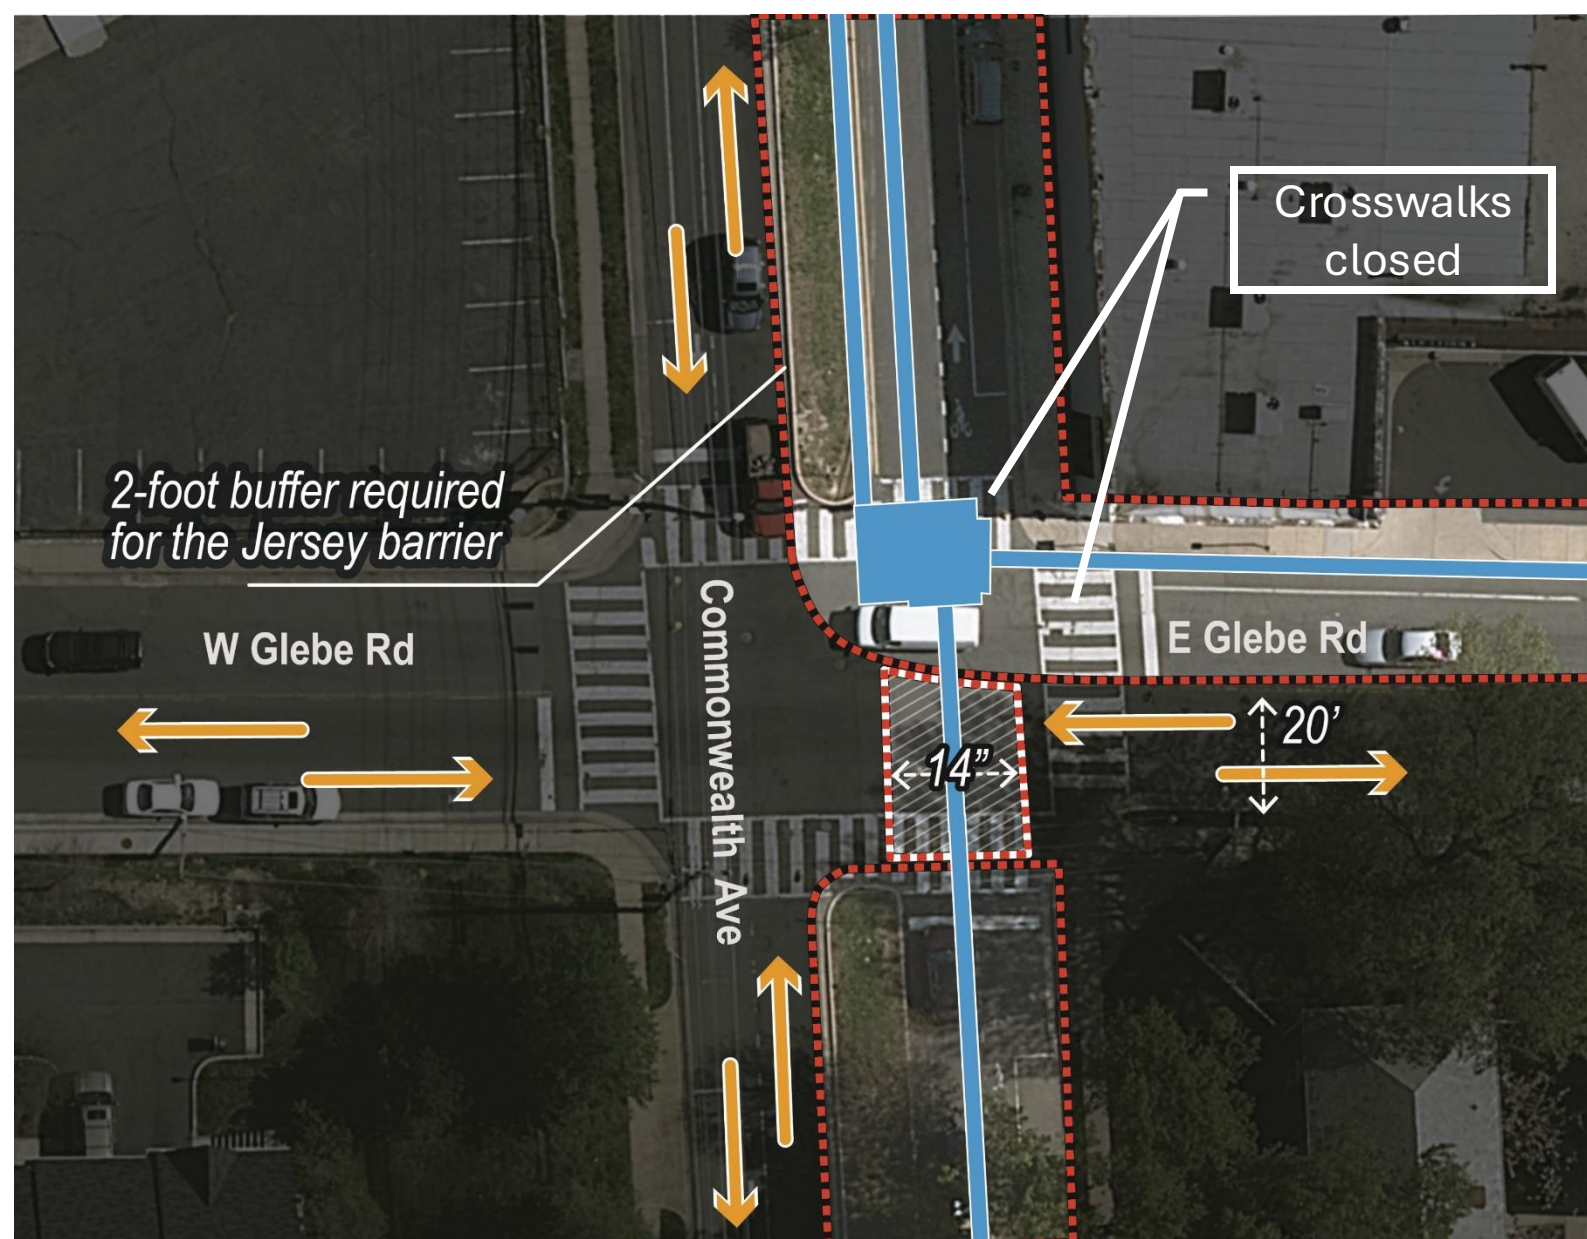 Crosswalks
closed
2-foot buffer required
for the Jersey barrier
Commonwealth Ave
W Glebe Rd
E Glebe Rd
20’
14”